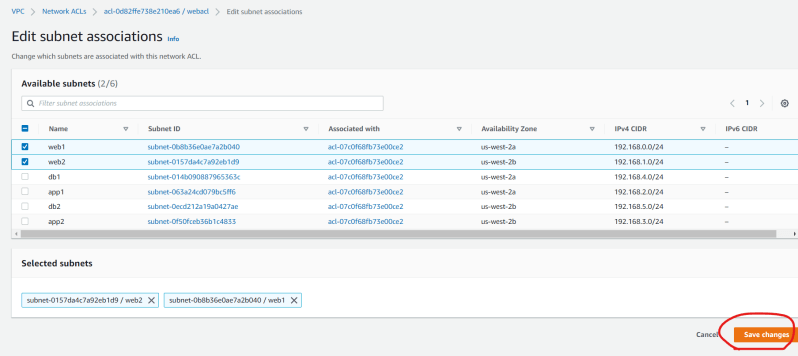 VPC > Network ACLs > acl-0d82ffe738e210ea6 / webacl > Edit subnet associations
Edit subnet associations Info
Change which subnets are associated with this network ACL.
Available subnets (2/6)
Filter subnet associations
1
Name Subnet ID Associated with Availability Zone IPv4 CIDR IPv6 CIDR
web1 subnet-0b8b36e0ae7a2b040 acl-07c0f68fb73e00ce2 us-west-2a 192.168.0.0/24 –
web2 subnet-0157da4c7a92eb1d9 acl-07c0f68fb73e00ce2 us-west-2b 192.168.1.0/24 –
db1 subnet-014b090887965363c acl-07c0f68fb73e00ce2 us-west-2a 192.168.4.0/24 –
app1 subnet-063a24cd079bc5ff6 acl-07c0f68fb73e00ce2 us-west-2a 192.168.2.0/24 –
db2 subnet-0ecd212a19a0427ae acl-07c0f68fb73e00ce2 us-west-2b 192.168.5.0/24 –
app2 subnet-0f50fceb36b1c4833 acl-07c0f68fb73e00ce2 us-west-2b 192.168.3.0/24 –
Selected subnets
subnet-0157da4c7a92eb1d9 / web2 subnet-0b8b36e0ae7a2b040 / web1
Cancel Save changes